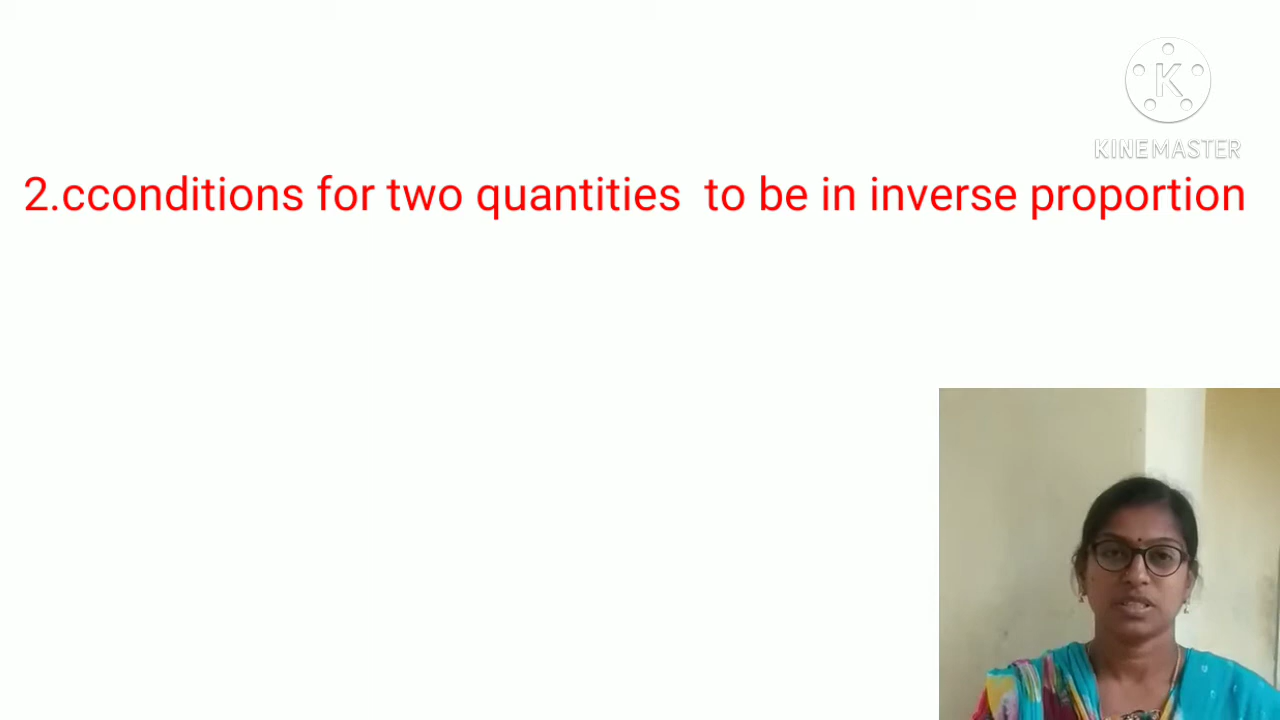 K
KINEMASTER
2.cconditions for two quantities  to be in inverse proportion